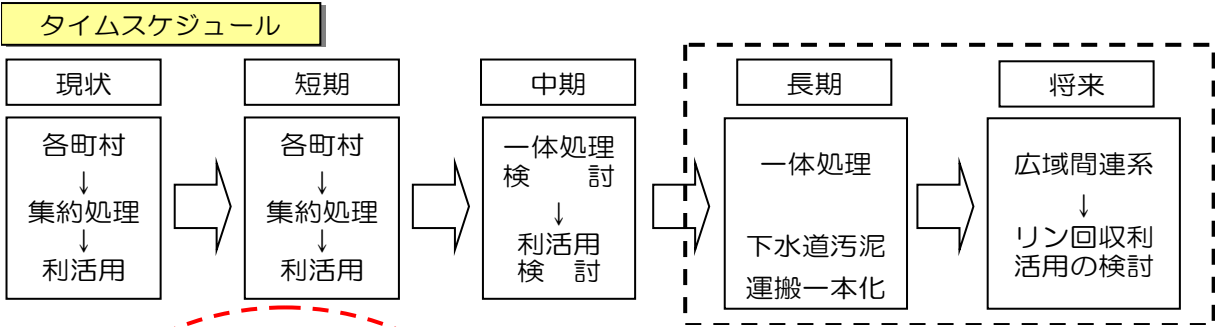 タイムスケジュール
現状
各町村
↓
集約処理
↓
利活用
短期
各町村
↓
集約処理
↓
利活用
中期
一体処理
検　　討
↓
利活用
検　　討
長期
一体処理
下水道汚泥
運搬一本化
将来
広域間連系
↓
リン回収利
活用の検討